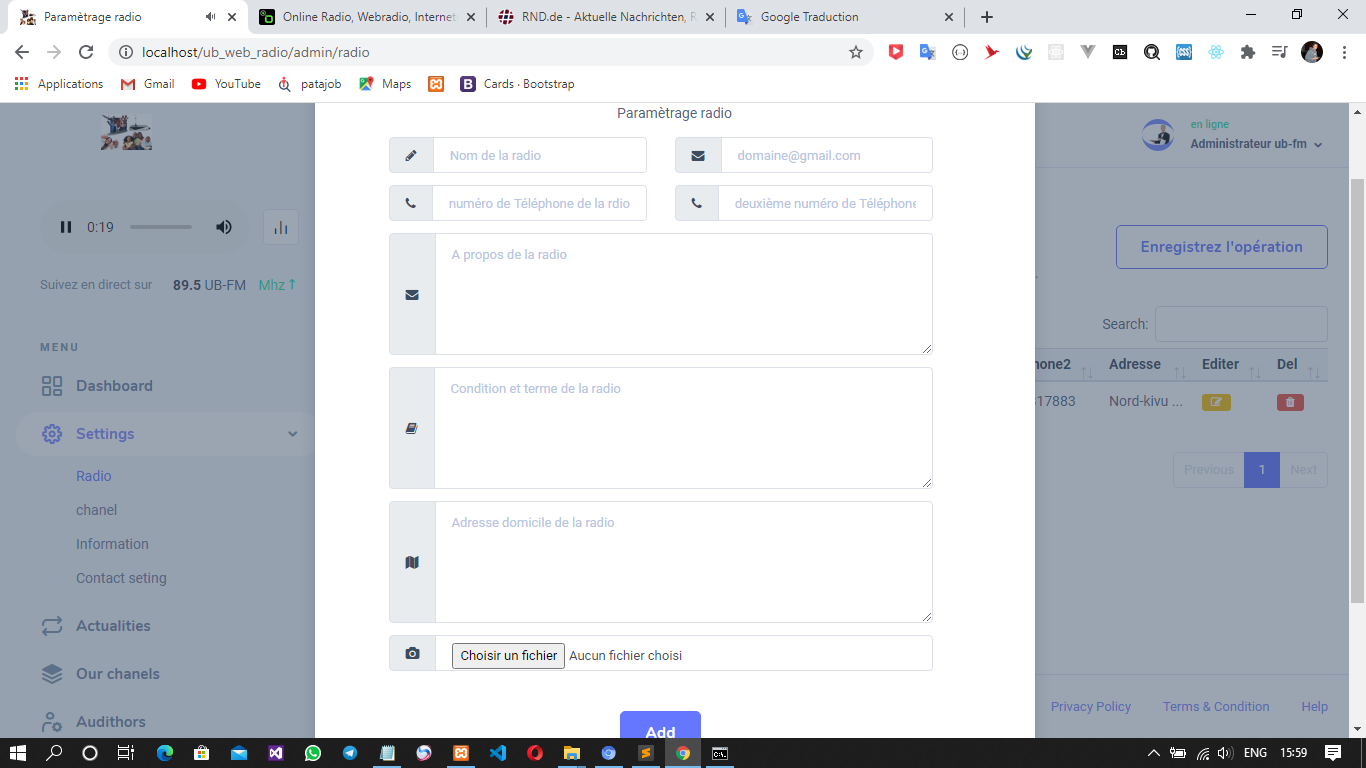 Paramètrage radio
Online Radio, Webradio, Internet
RND.de - Aktuelle Nachrichten, R
Google Traduction
localhost/ub_web_radio/admin/radio
Applications
Gmail
YouTube
patajob
Maps
Cards · Bootstrap
Paramètrage radio
en ligne
Administrateur ub-fm
Nom de la radio
domaine@gmail.com
numéro de Téléphone de la rdio
deuxième numéro de Téléphone
0:19
Enregistrez l'opération
A propos de la radio
Suivez en direct sur 89.5 UB-FM Mhz ↑
Search:
MENU
hone2 Adresse Editer Del
Dashboard
Condition et terme de la radio
17883 Nord-kivu ...
Settings
Previous 1 Next
Radio
chanel
Adresse domicile de la radio
Information
Contact seting
Actualities
Choisir un fichier Aucun fichier choisi
Our chanels
Privacy Policy Terms & Condition Help
Audithors
Add
ENG 15:59